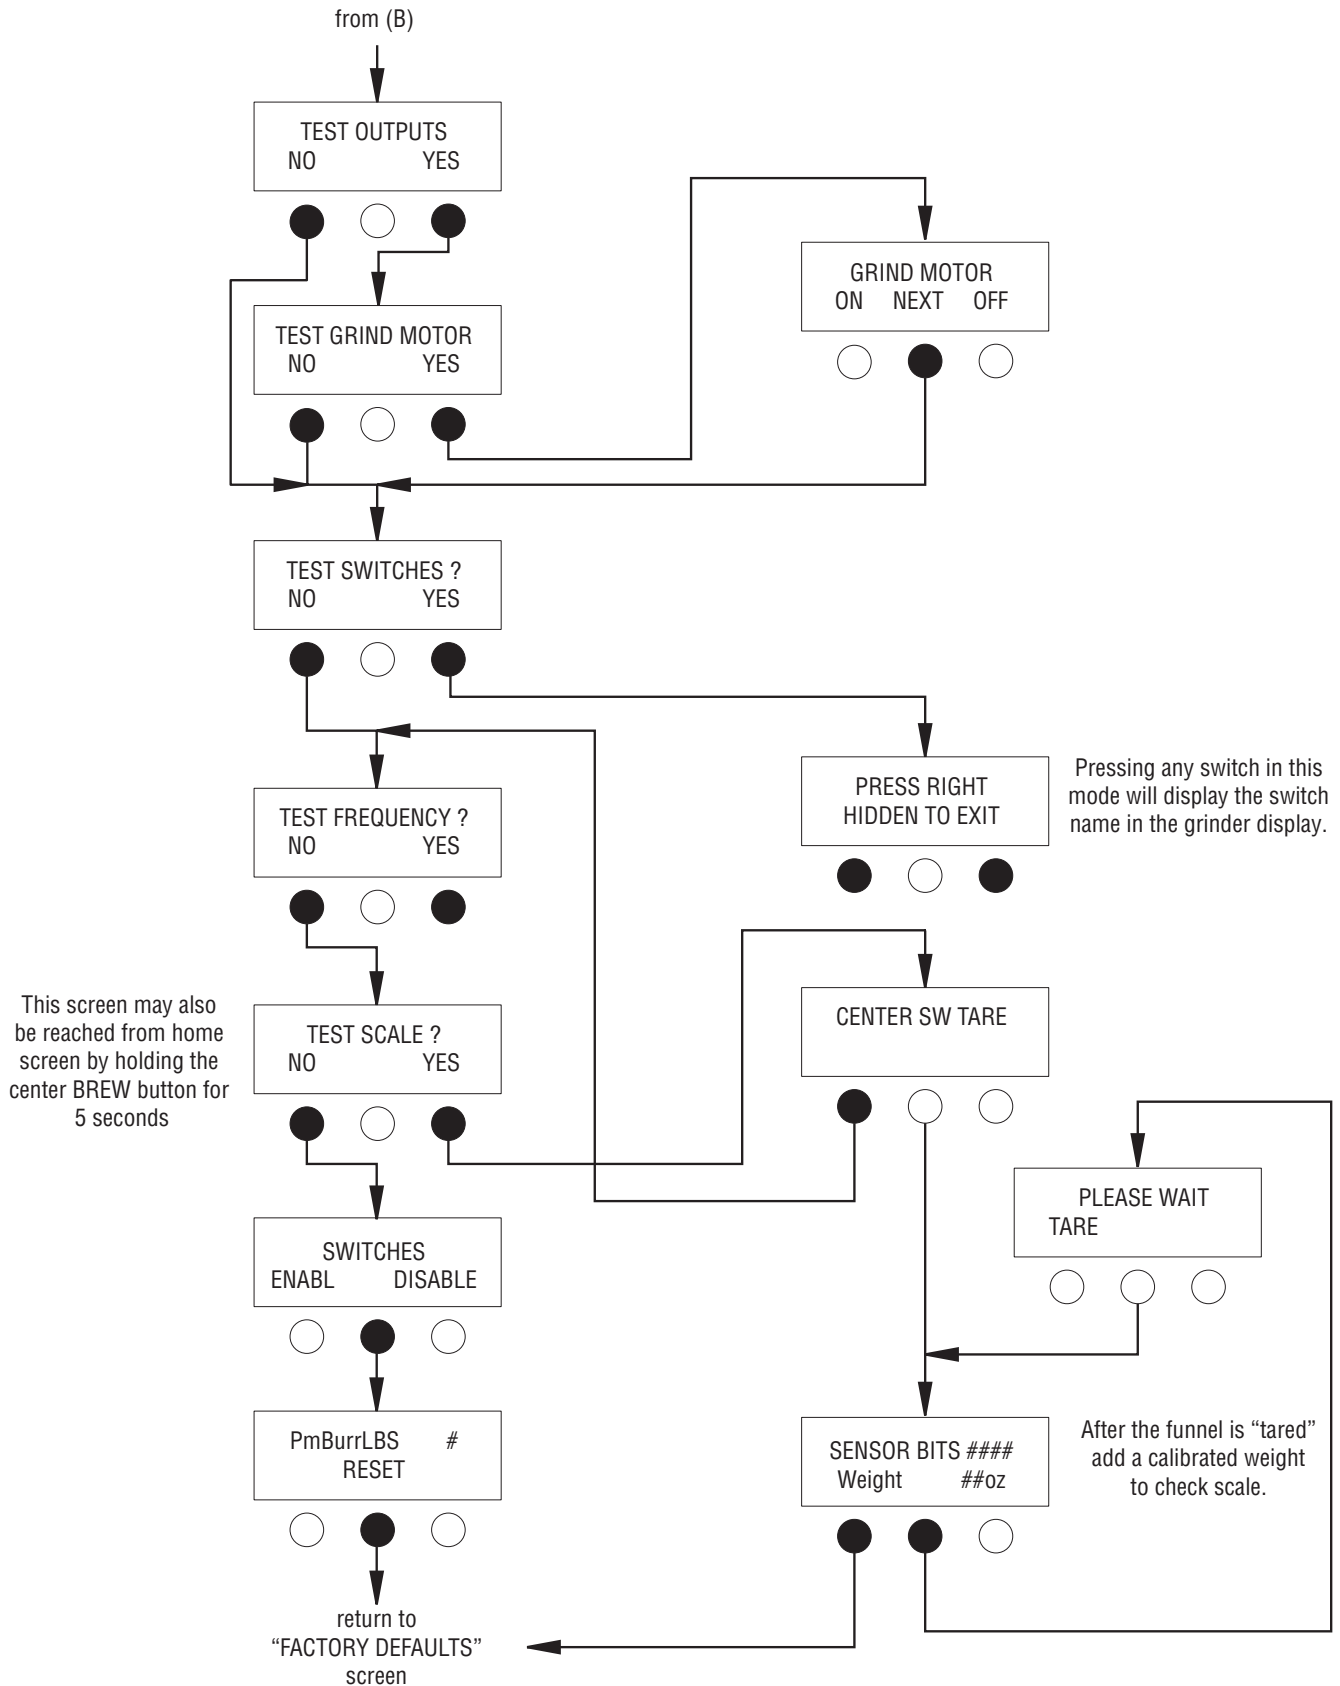 from (B)
TEST OUTPUTS
NO YES
GRIND MOTOR
ON NEXT OFF
TEST GRIND MOTOR
NO YES
TEST SWITCHES ?
NO YES
PRESS RIGHT
HIDDEN TO EXIT
Pressing any switch in this
mode will display the switch
name in the grinder display.
TEST FREQUENCY ?
NO YES
This screen may also
be reached from home
screen by holding the
center BREW button for
5 seconds
TEST SCALE ?
NO YES
CENTER SW TARE
PLEASE WAIT
TARE
SWITCHES
ENABL DISABLE
PmBurrLBS #
RESET
SENSOR BITS ####
Weight ##oz
After the funnel is “tared”
add a calibrated weight
to check scale.
return to
“FACTORY DEFAULTS”
screen